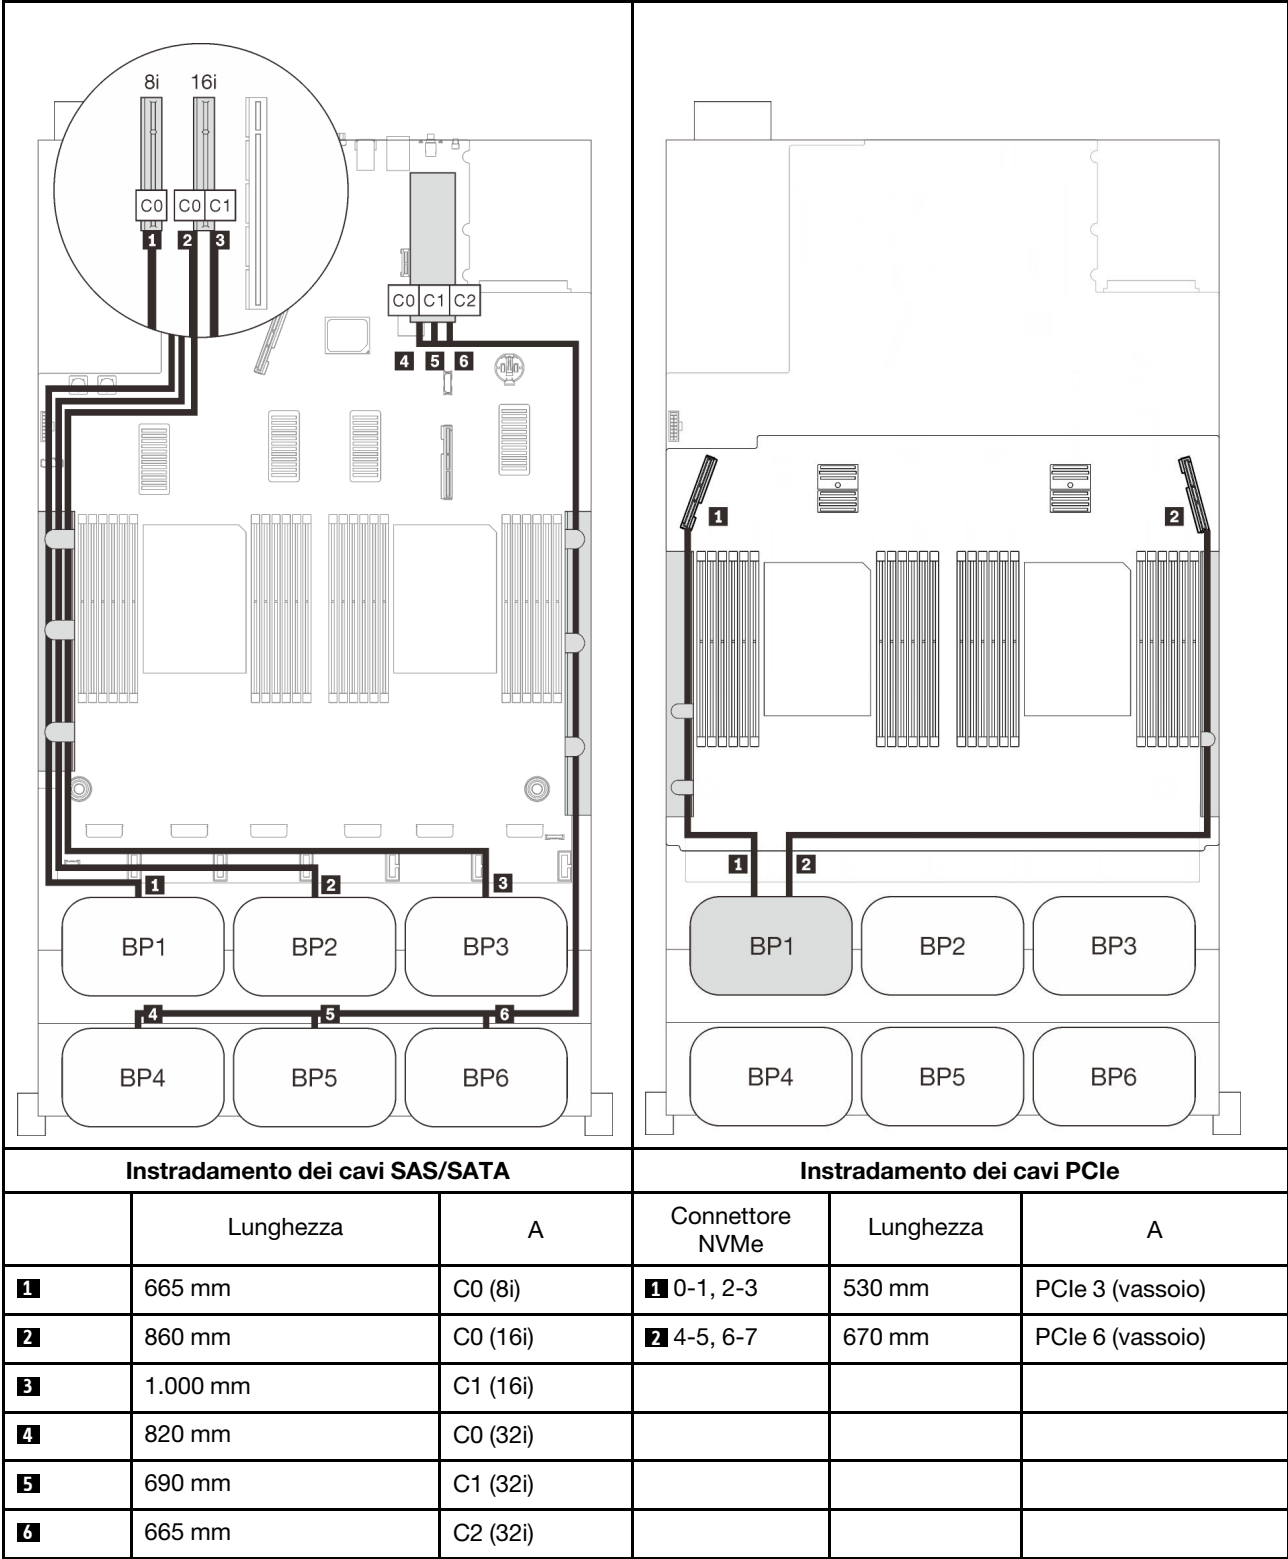 8i 16i
C0 C0 C1
1 2 3
C0 C1 C2
4 5 6
1 2 3
BP1 BP2 BP3
4 5 6
BP4 BP5 BP6
1 2
1 2
BP1 BP2 BP3
BP4 BP5 BP6
Instradamento dei cavi SAS/SATA
Instradamento dei cavi PCIe
Lunghezza A Connettore NVMe Lunghezza A
1 665 mm C0 (8i) 1 0-1, 2-3 530 mm PCIe 3 (vassoio)
2 860 mm C0 (16i) 2 4-5, 6-7 670 mm PCIe 6 (vassoio)
3 1.000 mm C1 (16i)
4 820 mm C0 (32i)
5 690 mm C1 (32i)
6 665 mm C2 (32i)